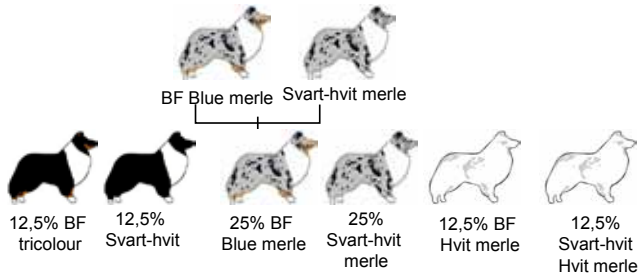 BF Blue merle
Svart-hvit merle
12,5% BF
tricolour
12,5%
Svart-hvit
25% BF
Blue merle
25%
Svart-hvit
merle
12,5% BF
Hvit merle
12,5%
Svart-hvit
Hvit merle